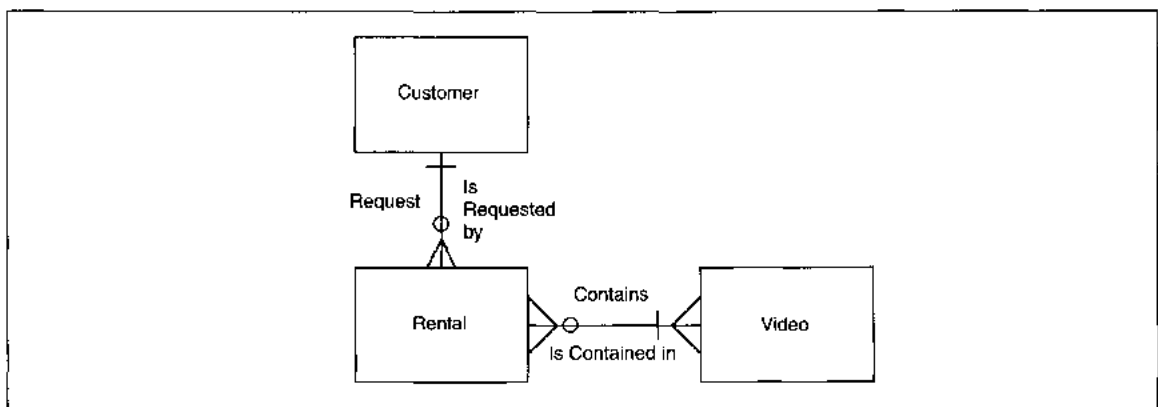 Customer
Request
Is
Requested
by
Contains
Rental
Video
Is Contained in